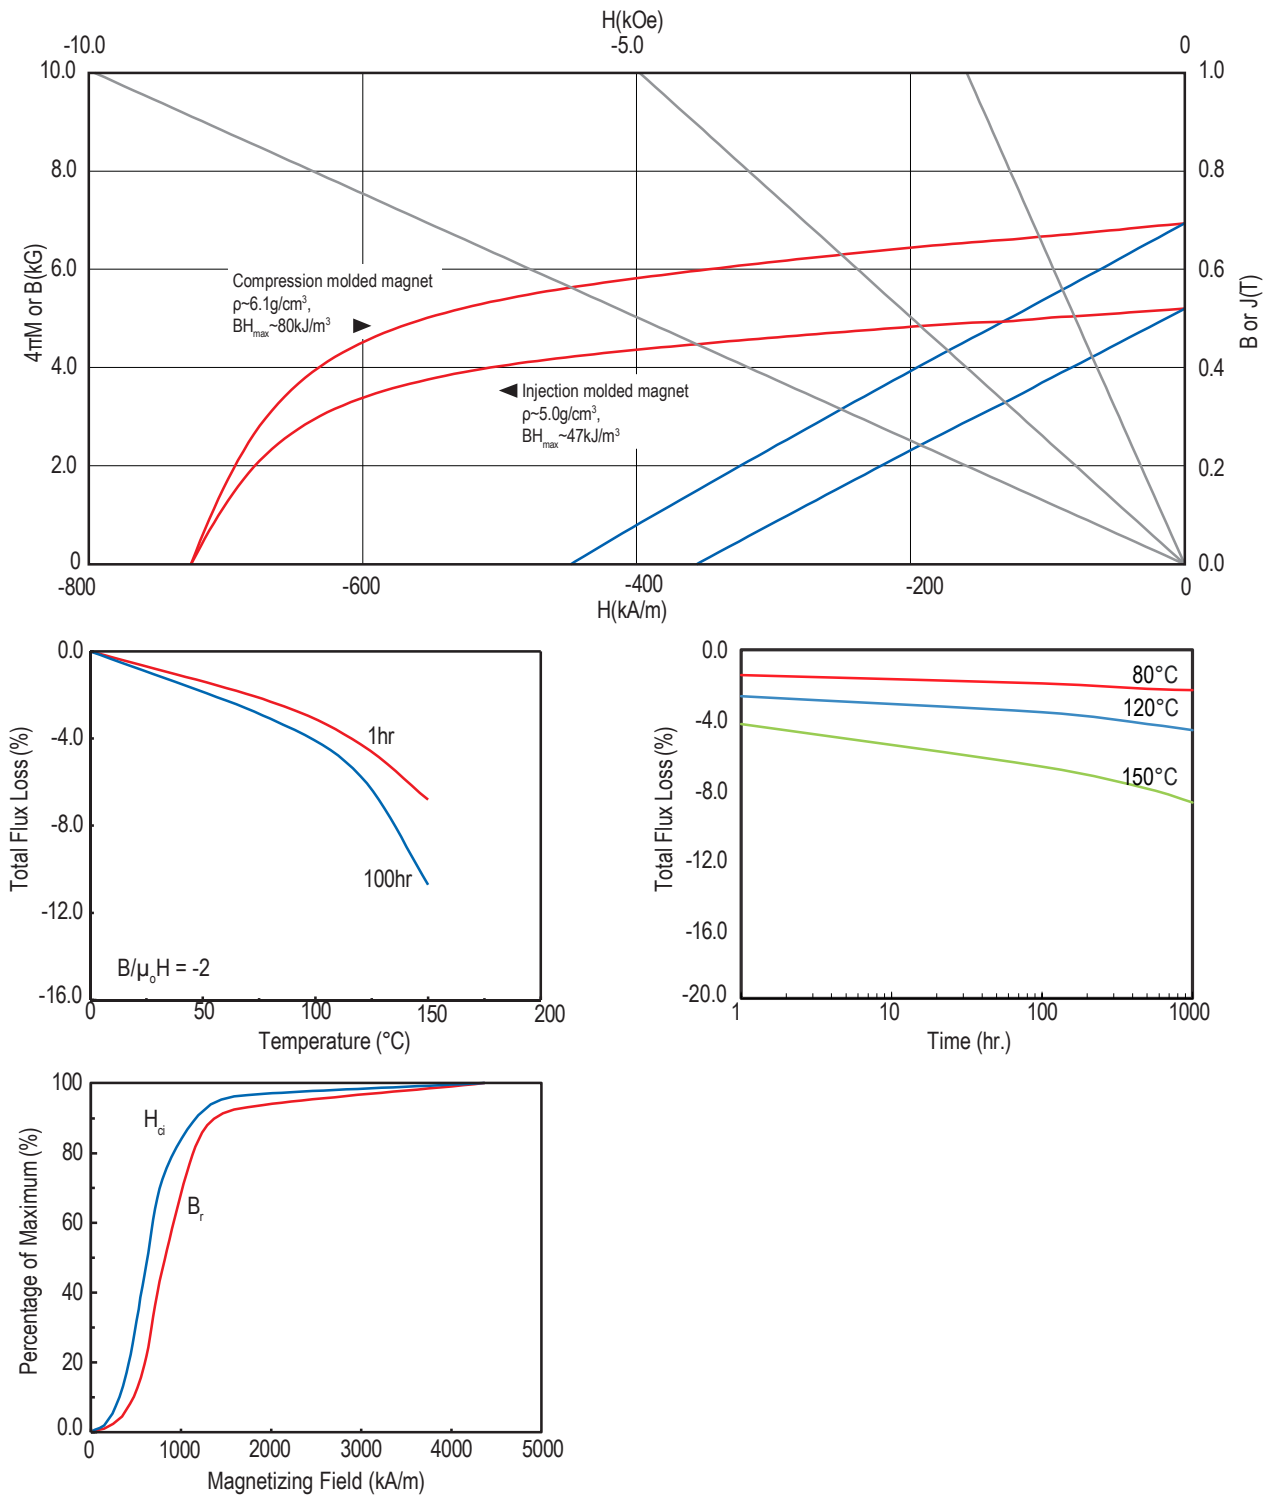 H(kOe)
-10.0 -5.0 0
10.0 1.0
8.0 0.8
6.0 0.6
4.0 0.4
2.0 0.2
0 0.0
4πM or B(kG)
B or J(T)
Compression molded magnet
ρ~6.1g/cm³,
BHmax~80kJ/m³
Injection molded magnet
ρ~5.0g/cm³,
BHmax~47kJ/m³
-800 -600 -400 -200 0
H(kA/m)
0.0
-4.0
-8.0
-12.0
-16.0
Total Flux Loss (%)
1hr
100hr
B/μoH = -2
0 50 100 150 200
Temperature (°C)
0.0
-4.0
-8.0
-12.0
-16.0
-20.0
Total Flux Loss (%)
80°C
120°C
150°C
1 10 100 1000
Time (hr.)
100
80
60
40
20
0.0
Percentage of Maximum (%)
Hci
Br
0 1000 2000 3000 4000 5000
Magnetizing Field (kA/m)